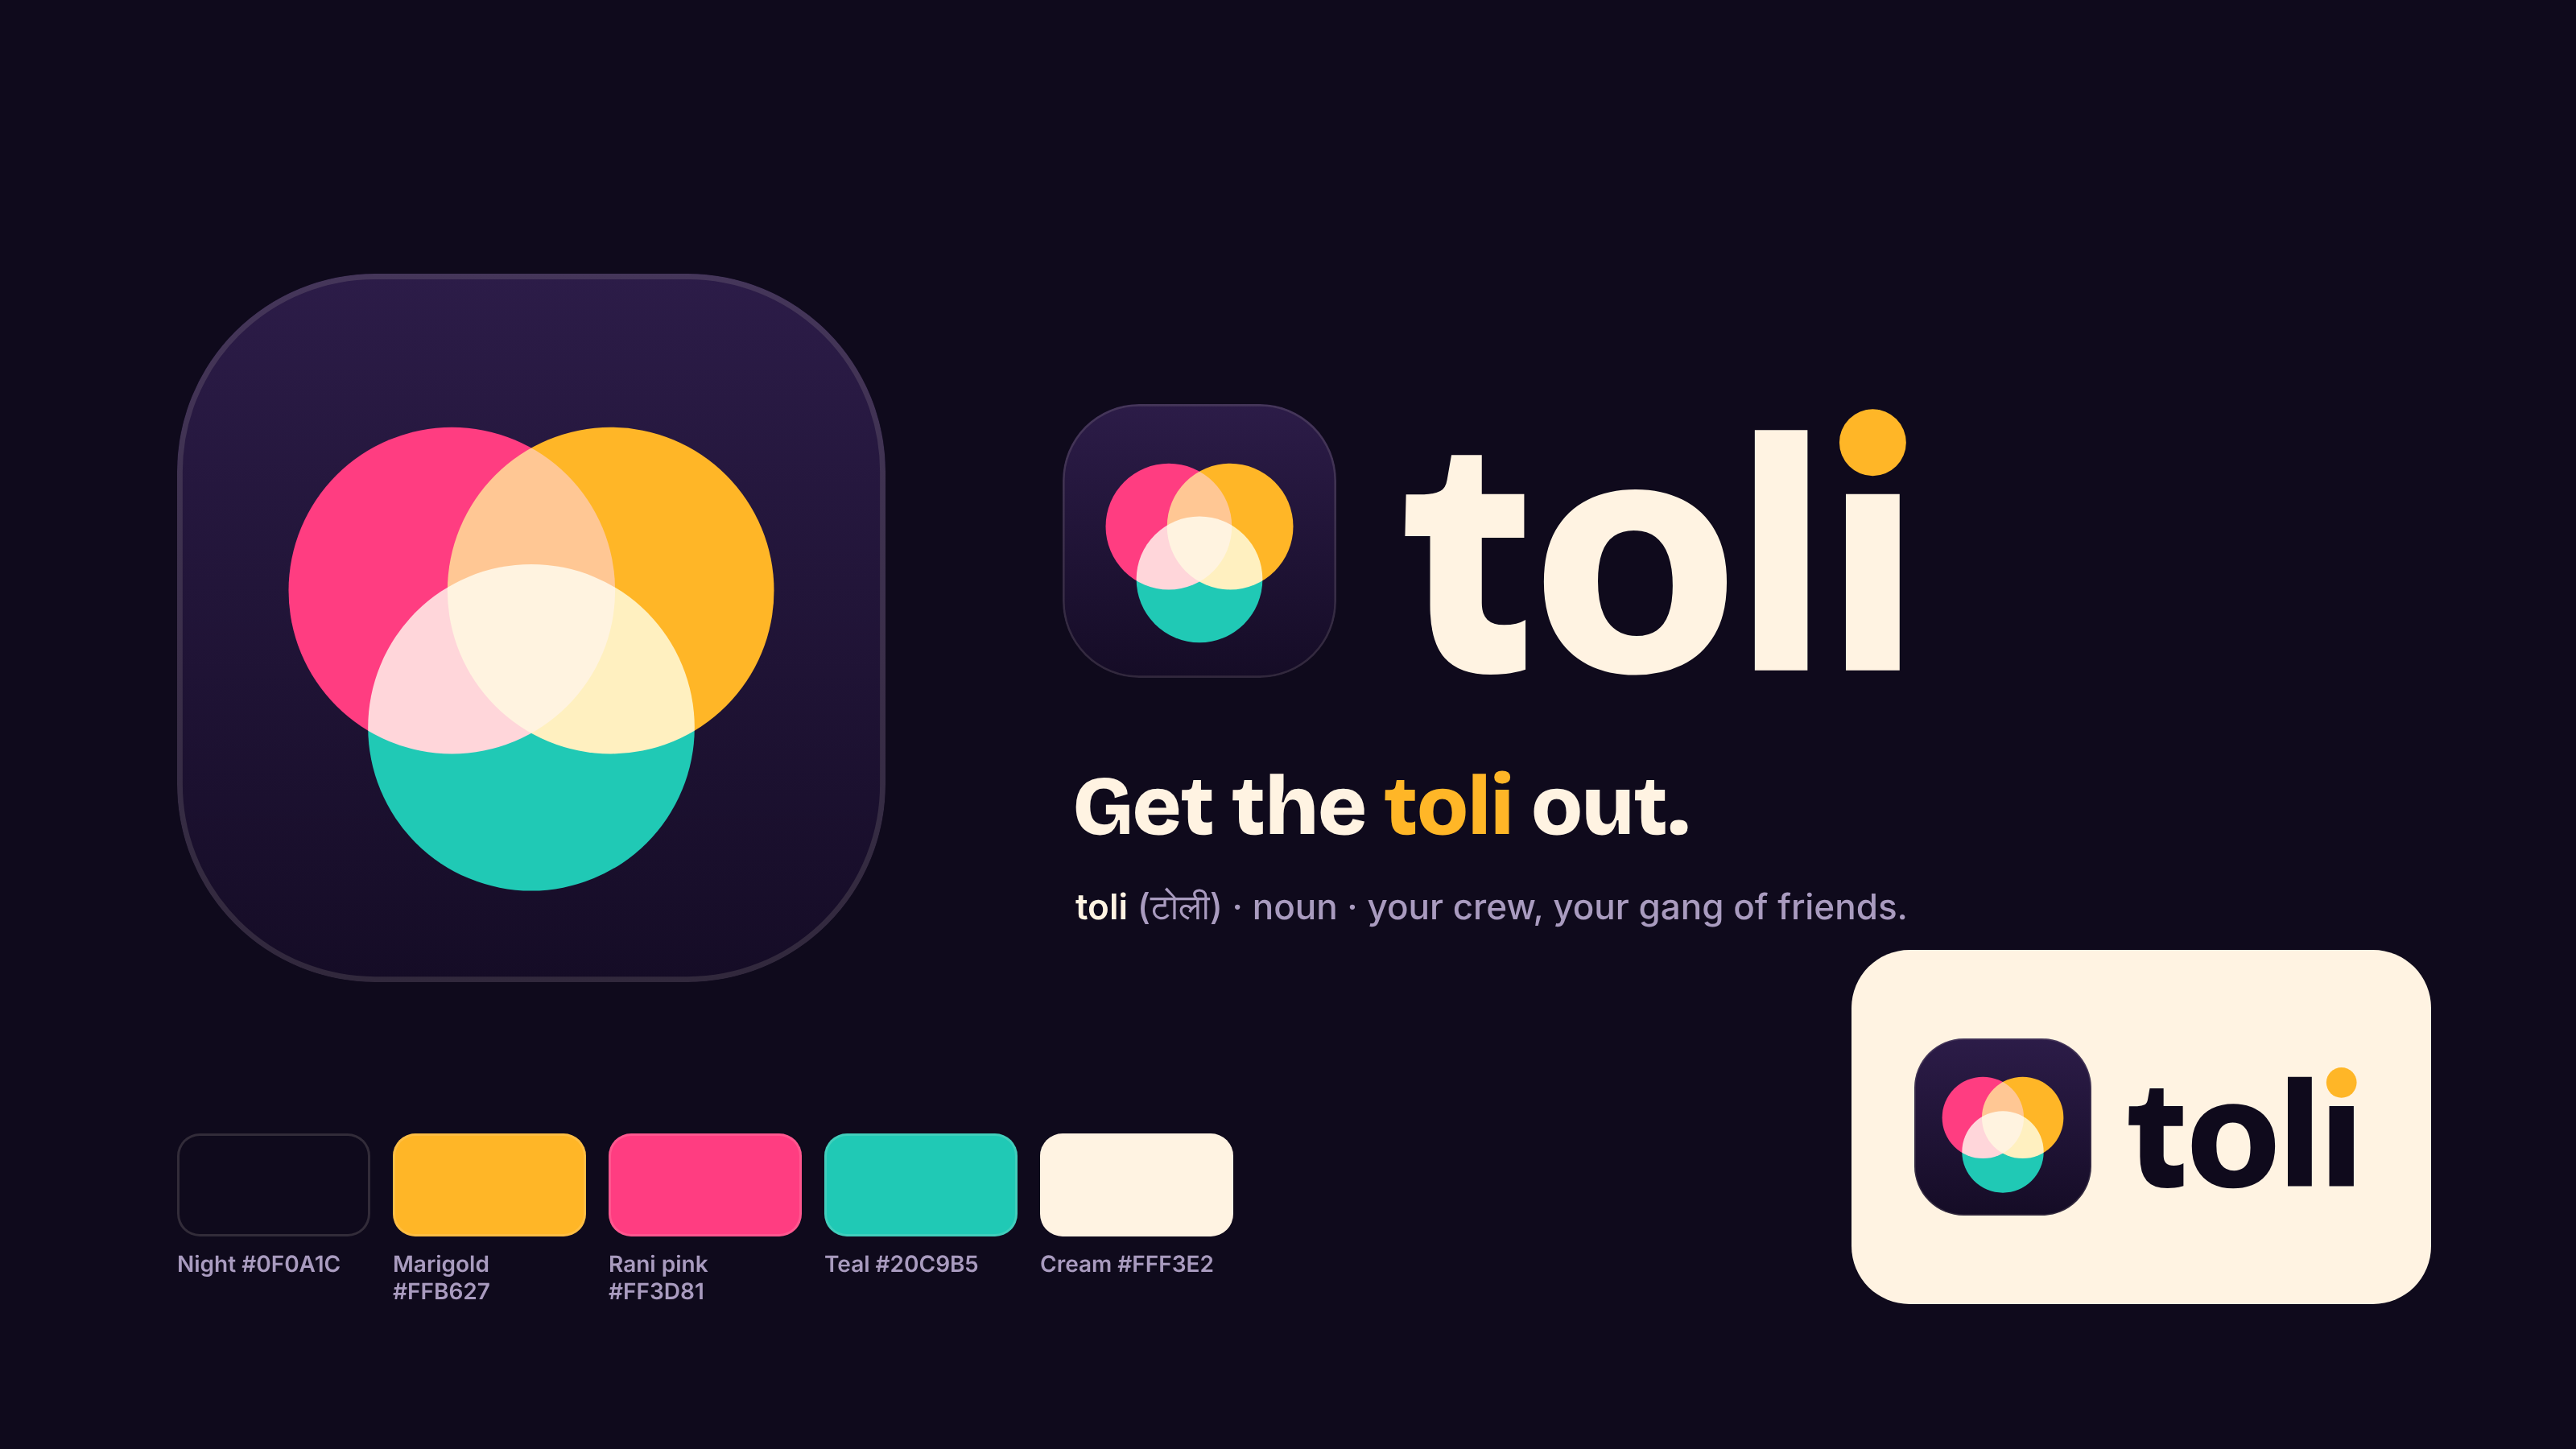 toli
Get the toli out.
toli (टोली) · noun · your crew, your gang of friends.
toli
Night #0F0A1C
Marigold
#FFB627
Rani pink
#FF3D81
Teal #20C9B5
Cream #FFF3E2